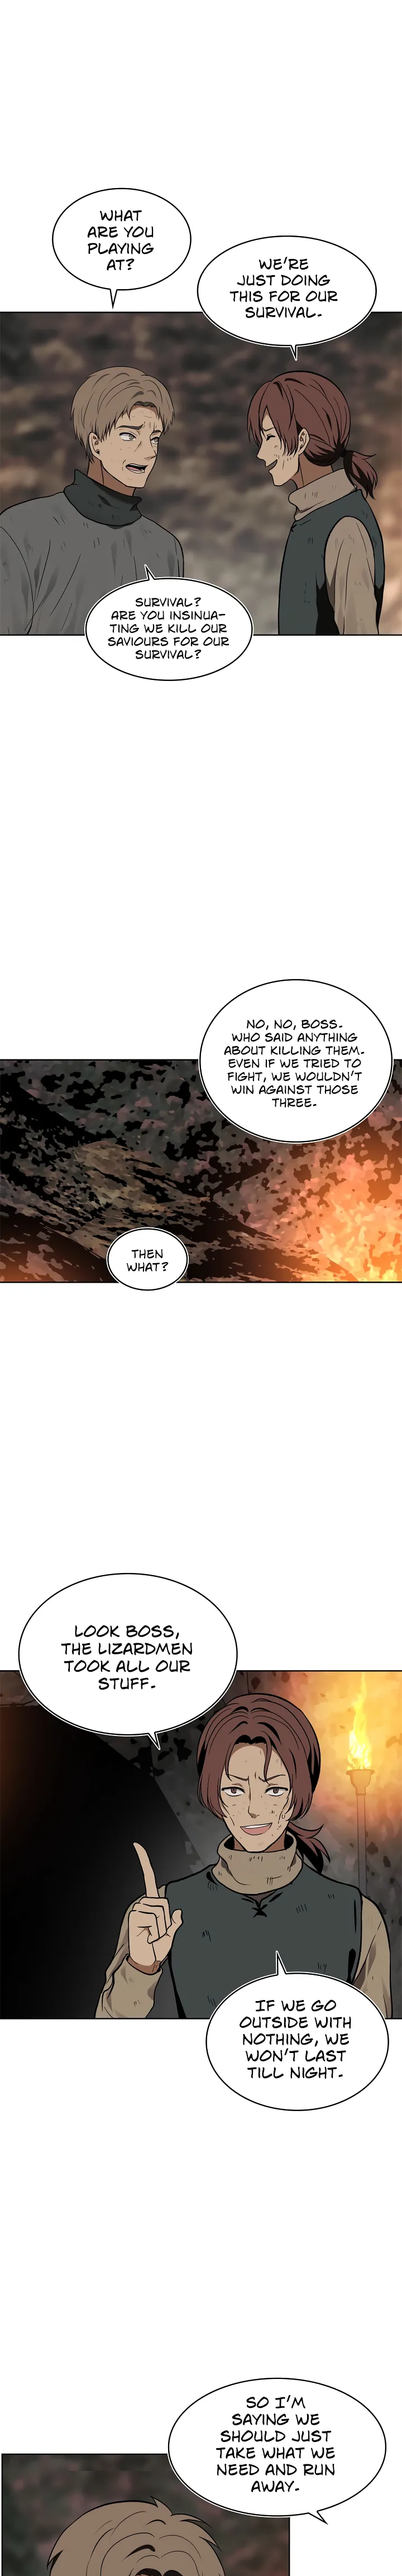 WHAT
ARE YOU
PLAYING
AT?
WE'RE
JUST DOING
THIS FOR OUR
SURVIVAL.
SURVIVAL?
ARE YOU INSINUA-
TING WE KILL OUR
SAVIOURS FOR OUR
SURVIVAL?
NO, NO, BOSS.
WHO SAID ANYTHING
ABOUT KILLING THEM.
EVEN IF WE TRIED TO
FIGHT, WE WOULDN'T
WIN AGAINST THOSE
THREE.
THEN
WHAT?
LOOK BOSS,
THE LIZARDMEN
TOOK ALL OUR
STUFF.
IF WE GO
OUTSIDE WITH
NOTHING, WE
WON'T LAST
TILL NIGHT.
SO I'M
SAYING WE
SHOULD JUST
TAKE WHAT WE
NEED AND RUN
AWAY.